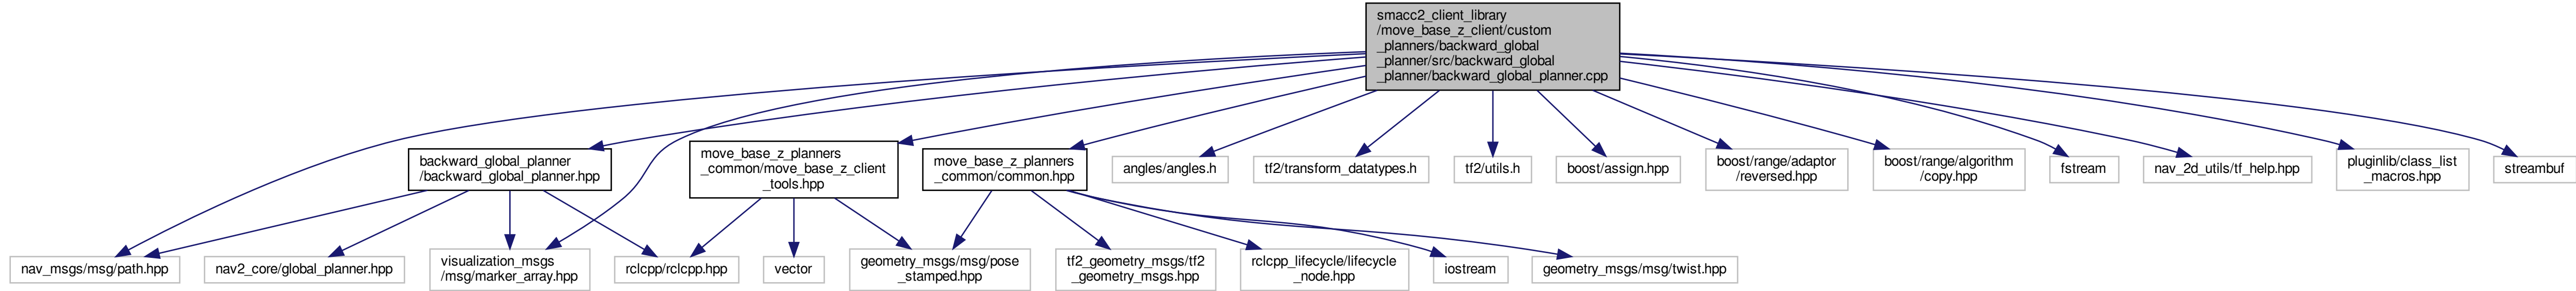 smacc2_client_library
/move_base_z_client/custom
_planners/backward_global
_planner/src/backward_global
_planner/backward_global_planner.cpp
backward_global_planner
/backward_global_planner.hpp
move_base_z_planners
_common/move_base_z_client
_tools.hpp
move_base_z_planners
_common/common.hpp
angles/angles.h
tf2/transform_datatypes.h
tf2/utils.h
boost/assign.hpp
boost/range/adaptor
/reversed.hpp
boost/range/algorithm
/copy.hpp
fstream
nav_2d_utils/tf_help.hpp
pluginlib/class_list
_macros.hpp
streambuf
nav_msgs/msg/path.hpp
nav2_core/global_planner.hpp
visualization_msgs
/msg/marker_array.hpp
rclcpp/rclcpp.hpp
vector
geometry_msgs/msg/pose
_stamped.hpp
tf2_geometry_msgs/tf2
_geometry_msgs.hpp
rclcpp_lifecycle/lifecycle
_node.hpp
iostream
geometry_msgs/msg/twist.hpp